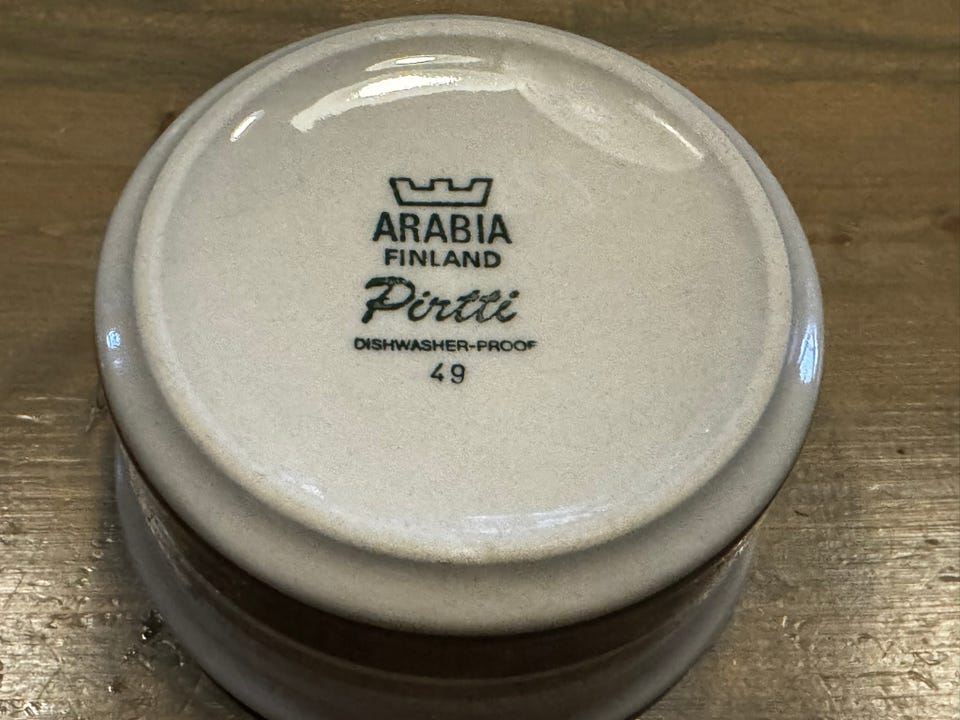 ARABIA
FINLAND
Pirtti
DISHWASHER-PROOF
49